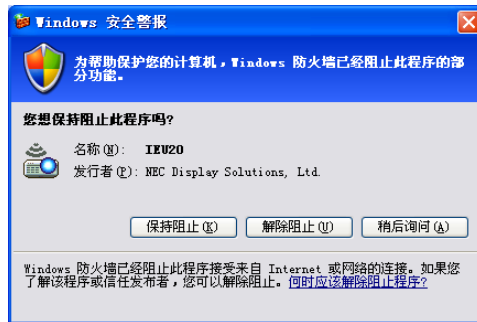 Windows 安全警报
为帮助保护您的计算机，Windows 防火墙已经阻止此程序的部
分功能。
您想保持阻止此程序吗?
名称(N): IEU20
发行者(P): NEC Display Solutions, Ltd.
保持阻止(K) 解除阻止(U) 稍后询问(A)
Windows 防火墙已经阻止此程序接受来自 Internet 或网络的连接。如果您
了解该程序或信任发布者，您可以解除阻止。何时应该解除阻止程序?